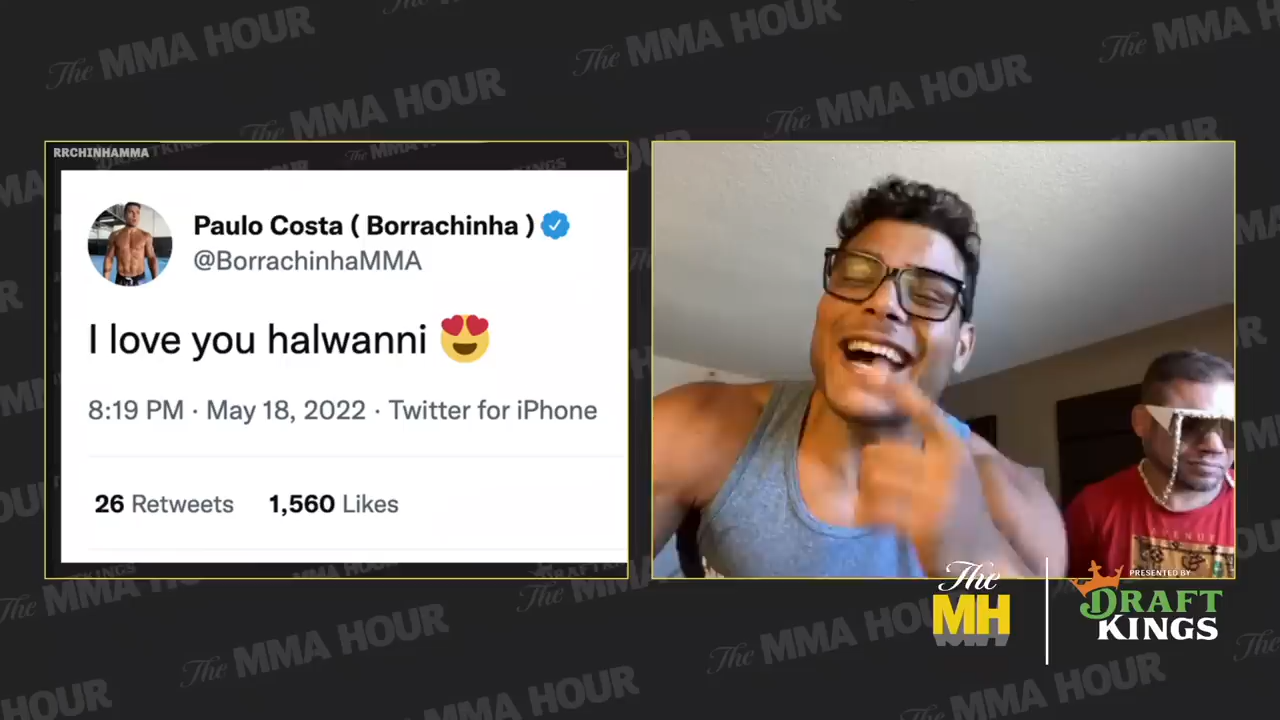 The MMA HOUR
RRCHINHAMMA
Paulo Costa ( Borrachinha )
@BorrachinhaMMA
I love you halwanni 😍
8:19 PM · May 18, 2022 · Twitter for iPhone
26 Retweets 1,560 Likes
The
MH
PRESENTED BY
DRAFT
KINGS